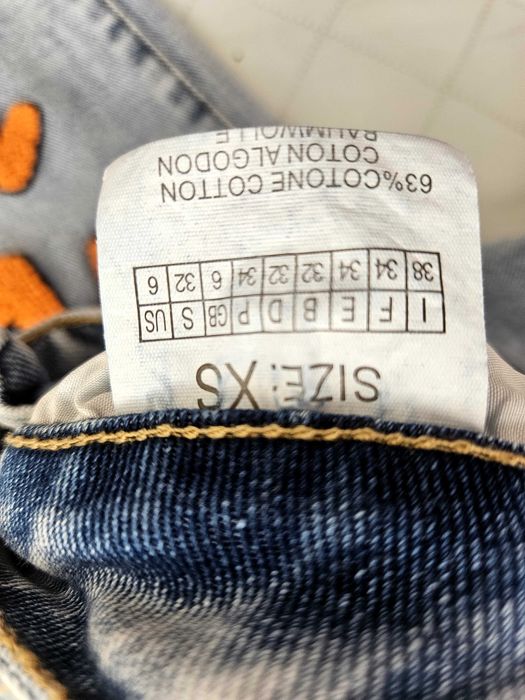 SIZE: XS
I F E B D P GB S US
38 34 34 32 32 34 6 32 6
63% COTONE COTTON
COTON ALGODON
BAUMWOLLE